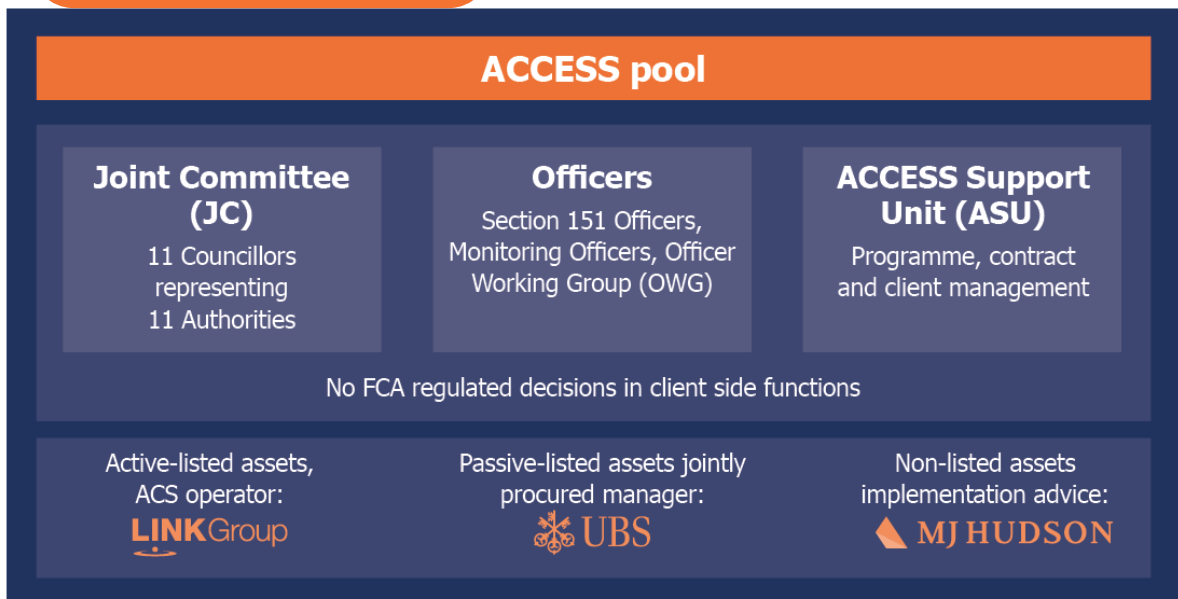 ACCESS pool
Joint Committee
(JC)
11 Councillors
representing
11 Authorities
Officers
Section 151 Officers,
Monitoring Officers, Officer
Working Group (OWG)
ACCESS Support
Unit (ASU)
Programme, contract
and client management
No FCA regulated decisions in client side functions
Active-listed assets,
ACS operator:
LINKGroup
Passive-listed assets jointly
procured manager:
UBS
Non-listed assets
implementation advice:
MJ HUDSON